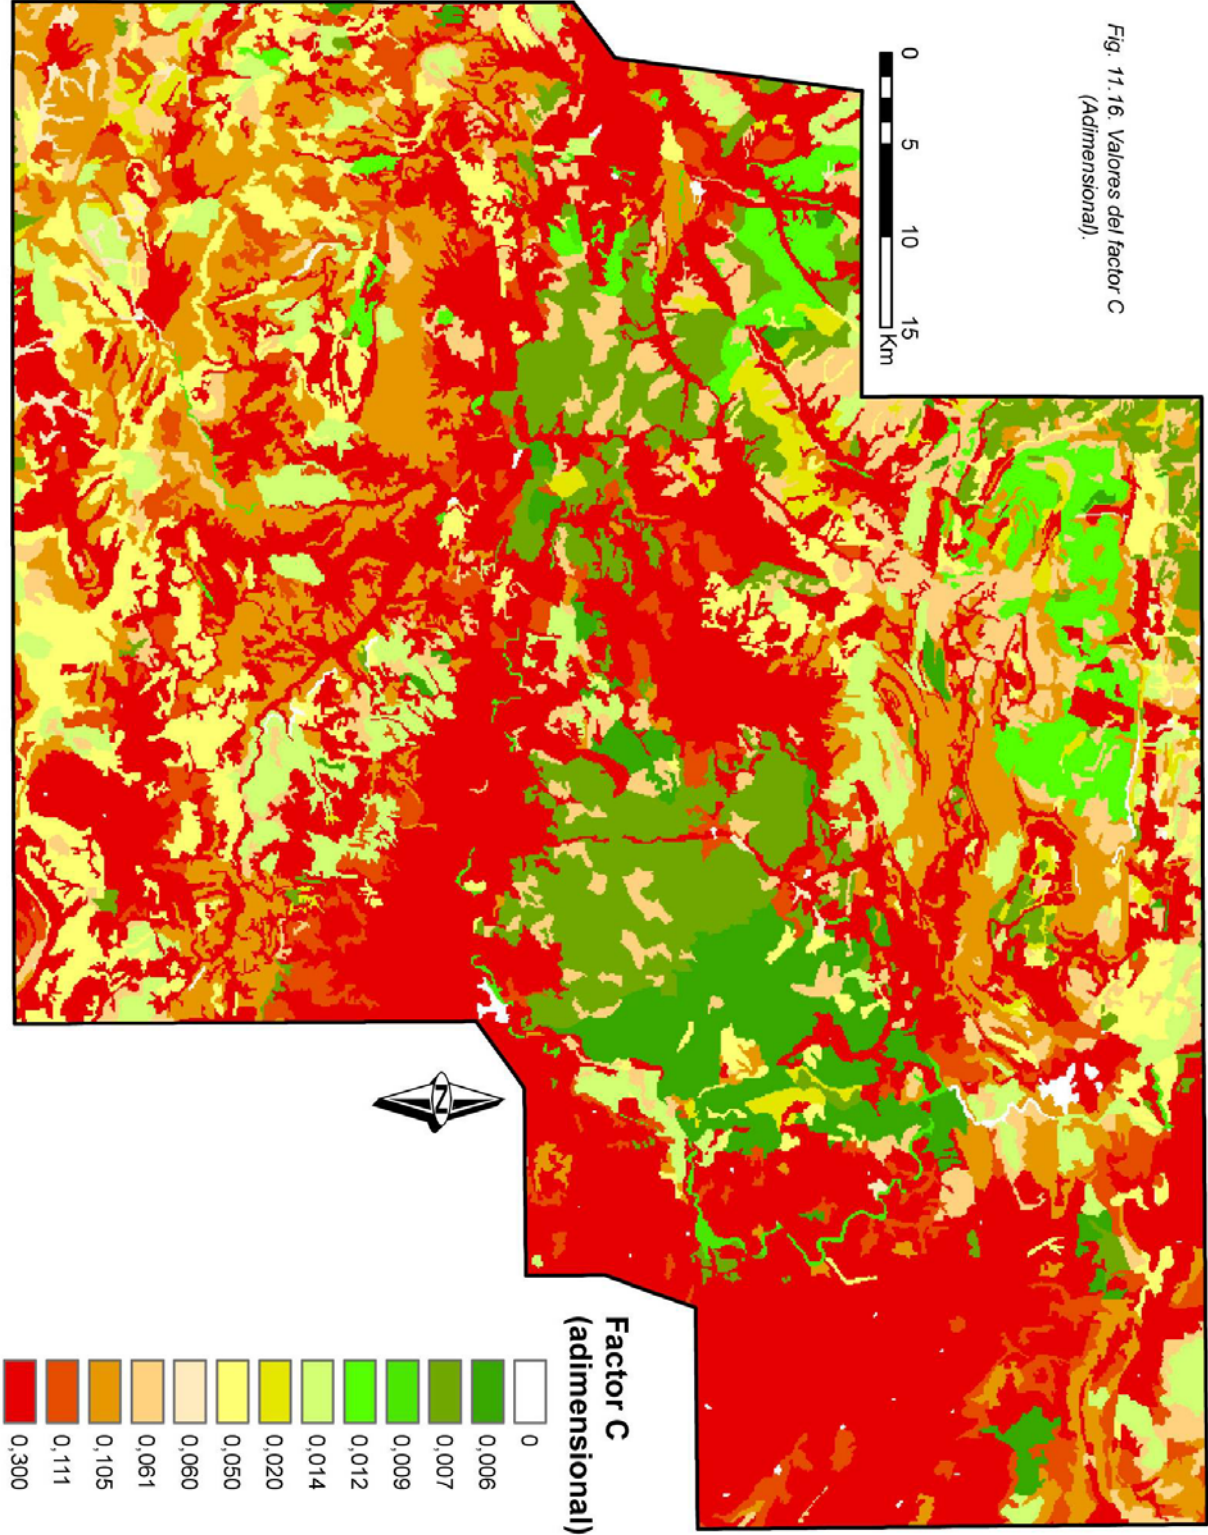 Fig. 11.16. Valores del factor C
(Adimensional).
0 5 10 15
Km
N
Factor C
(adimensional)
0
0,006
0,007
0,009
0,012
0,014
0,020
0,050
0,060
0,061
0,105
0,111
0,300